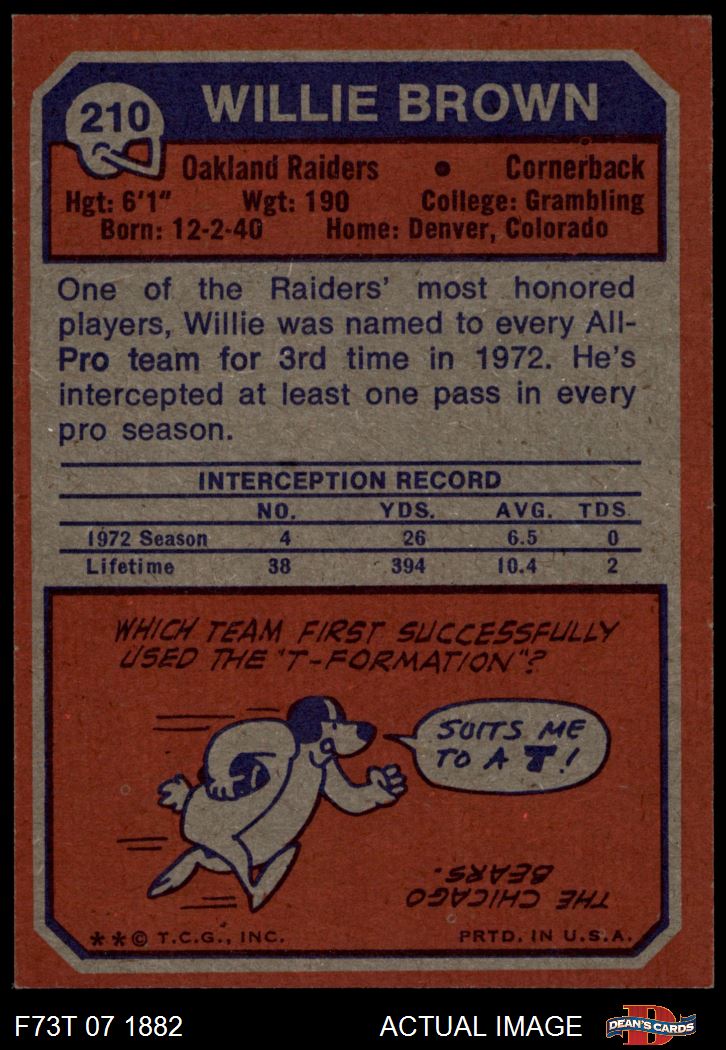 210 WILLIE BROWN
Oakland Raiders • Cornerback
Hgt: 6'1" Wgt: 190 College: Grambling
Born: 12-2-40 Home: Denver, Colorado
One of the Raiders' most honored
players, Willie was named to every All-
Pro team for 3rd time in 1972. He's
intercepted at least one pass in every
pro season.
INTERCEPTION RECORD
NO. YDS. AVG. TDS.
1972 Season 4 26 6.5 0
Lifetime 38 394 10.4 2
WHICH TEAM FIRST SUCCESSFULLY
USED THE "T-FORMATION"?
SUITS ME
TO A T!
THE CHICAGO
BEARS.
**© T.C.G., INC. PRTD. IN U.S.A.
F73T 07 1882 ACTUAL IMAGE DEAN'S CARDS